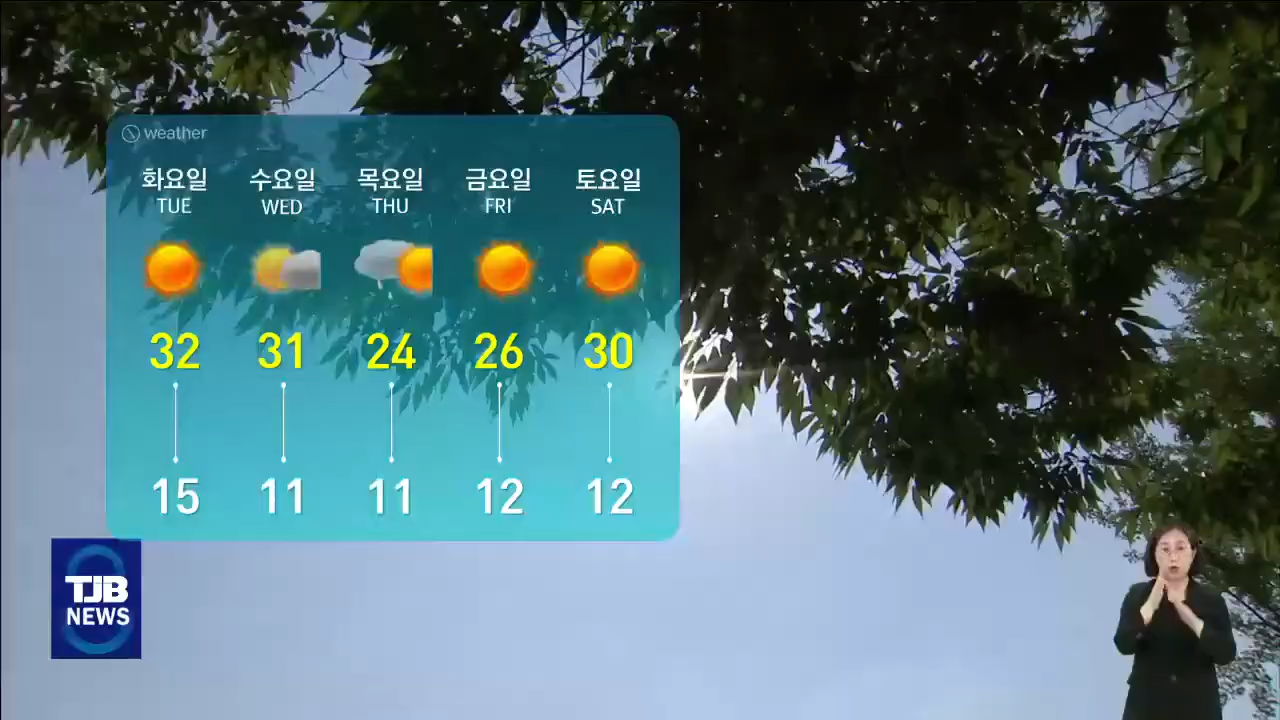 weather
화요일 수요일 목요일 금요일 토요일
TUE WED THU FRI SAT
32 31 24 26 30
15 11 11 12 12
TJB
NEWS